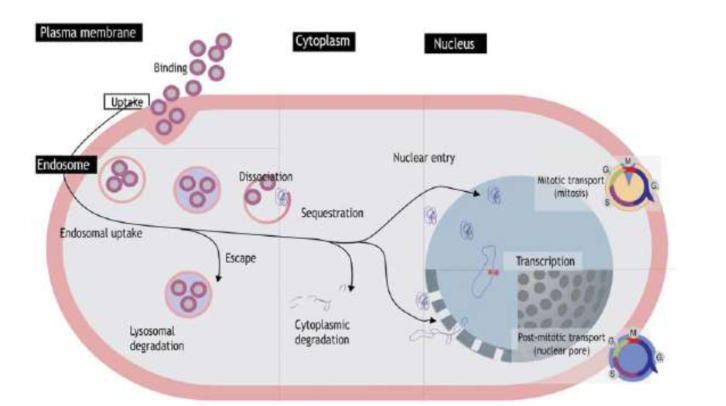 Plasma membrane
Cytoplasm
Nucleus
Binding
Uptake
Endosome
Dissociation
Nuclear entry
Mitotic transport
(mitosis)
M
G
G
S
Sequestration
Endosomal uptake
Escape
Transcription
Lysosomal
degradation
Cytoplasmic
degradation
Post-mitotic transport
(nuclear pore)
M
G
G
S